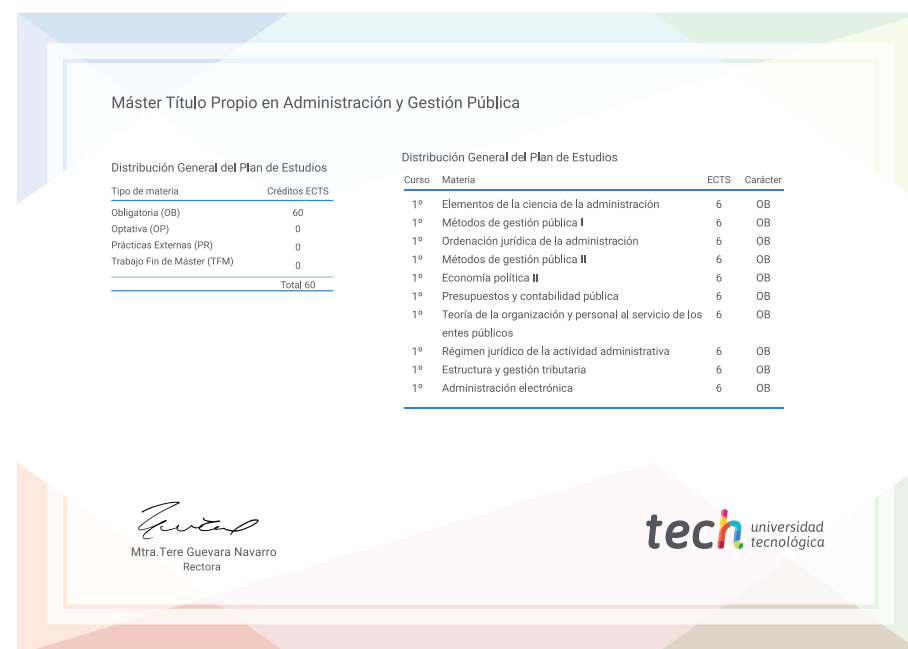 Máster Título Propio en Administración y Gestión Pública
Distribución General del Plan de Estudios
Tipo de materia Créditos ECTS
Obligatoria (OB) 60
Optativa (OP) 0
Prácticas Externas (PR) 0
Trabajo Fin de Máster (TFM) 0
Total 60
Distribución General del Plan de Estudios
Curso Materia ECTS Carácter
1º Elementos de la ciencia de la administración 6 OB
1º Métodos de gestión pública I 6 OB
1º Ordenación jurídica de la administración 6 OB
1º Métodos de gestión pública II 6 OB
1º Economía política II 6 OB
1º Presupuestos y contabilidad pública 6 OB
1º Teoría de la organización y personal al servicio de los 6 OB
entes públicos
1º Régimen jurídico de la actividad administrativa 6 OB
1º Estructura y gestión tributaria 6 OB
1º Administración electrónica 6 OB
Mtra.Tere Guevara Navarro
Rectora
tech universidad
tecnológica